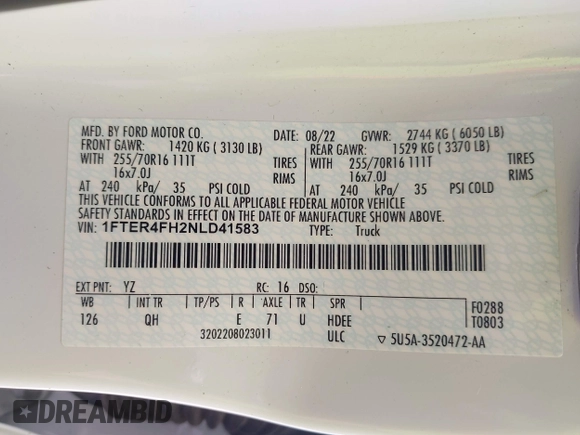 MFD. BY FORD MOTOR CO. DATE: 08/22 GVWR: 2744 KG ( 6050 LB)
FRONT GAWR: 1420 KG ( 3130 LB) REAR GAWR: 1529 KG ( 3370 LB)
WITH 255/70R16 111T TIRES WITH 255/70R16 111T TIRES
16x7.0J RIMS 16x7.0J RIMS
AT 240 kPa/ 35 PSI COLD AT 240 kPa/ 35 PSI COLD
THIS VEHICLE CONFORMS TO ALL APPLICABLE FEDERAL MOTOR VEHICLE
SAFETY STANDARDS IN EFFECT ON THE DATE OF MANUFACTURE SHOWN ABOVE.
VIN: 1FTER4FH2NLD41583 TYPE: Truck
EXT PNT: YZ RC: 16 DSO: F0288
WB INT TR TP/PS R AXLE TR SPR T0803
126 QH E 71 U HDEE
3202208023011 ULC ▽ 5U5A-3520472-AA
DREAMBID